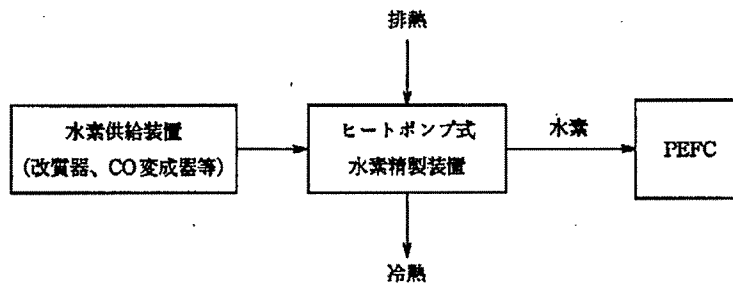 排熱
水素供給装置
(改質器、CO変成器等)
ヒートポンプ式
水素精製装置
水素
PEFC
冷熱